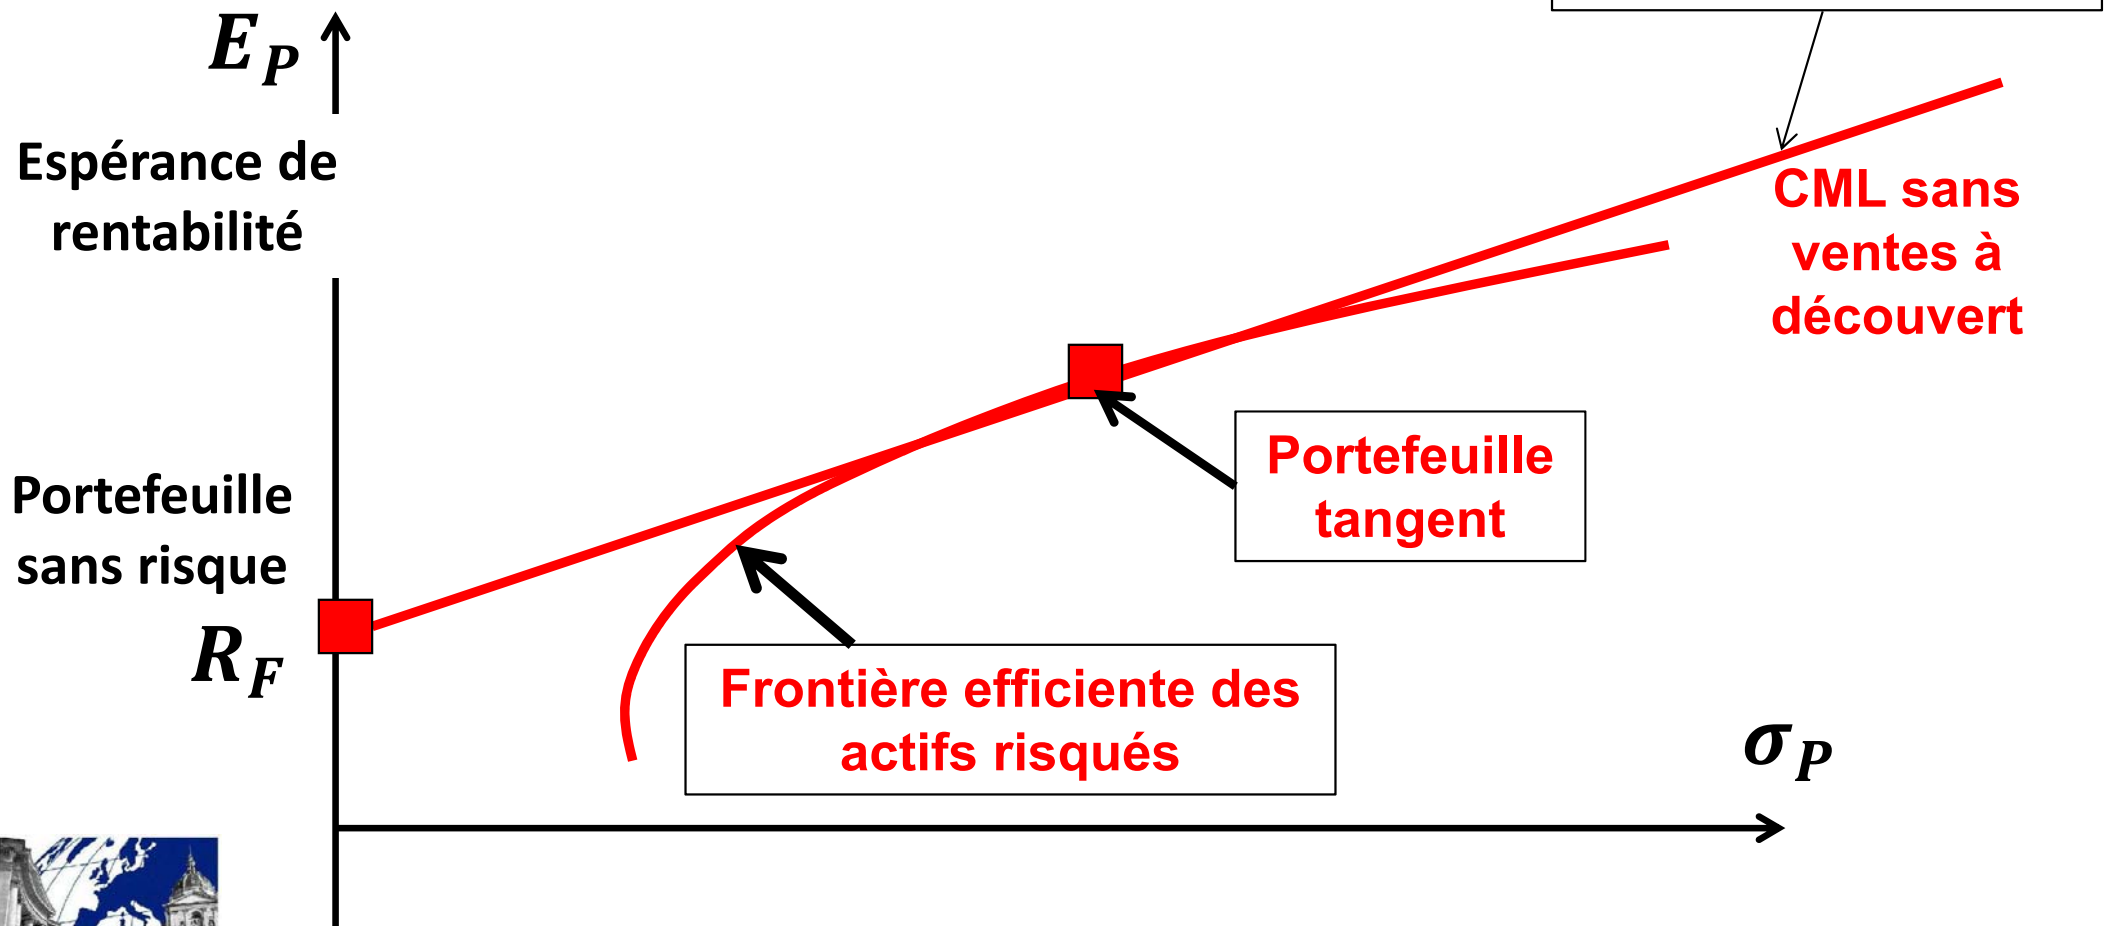 E_P
Espérance de
rentabilité
CML sans
ventes à
découvert
Portefeuille
tangent
Portefeuille
sans risque
R_F
Frontière efficiente des
actifs risqués
σ_P